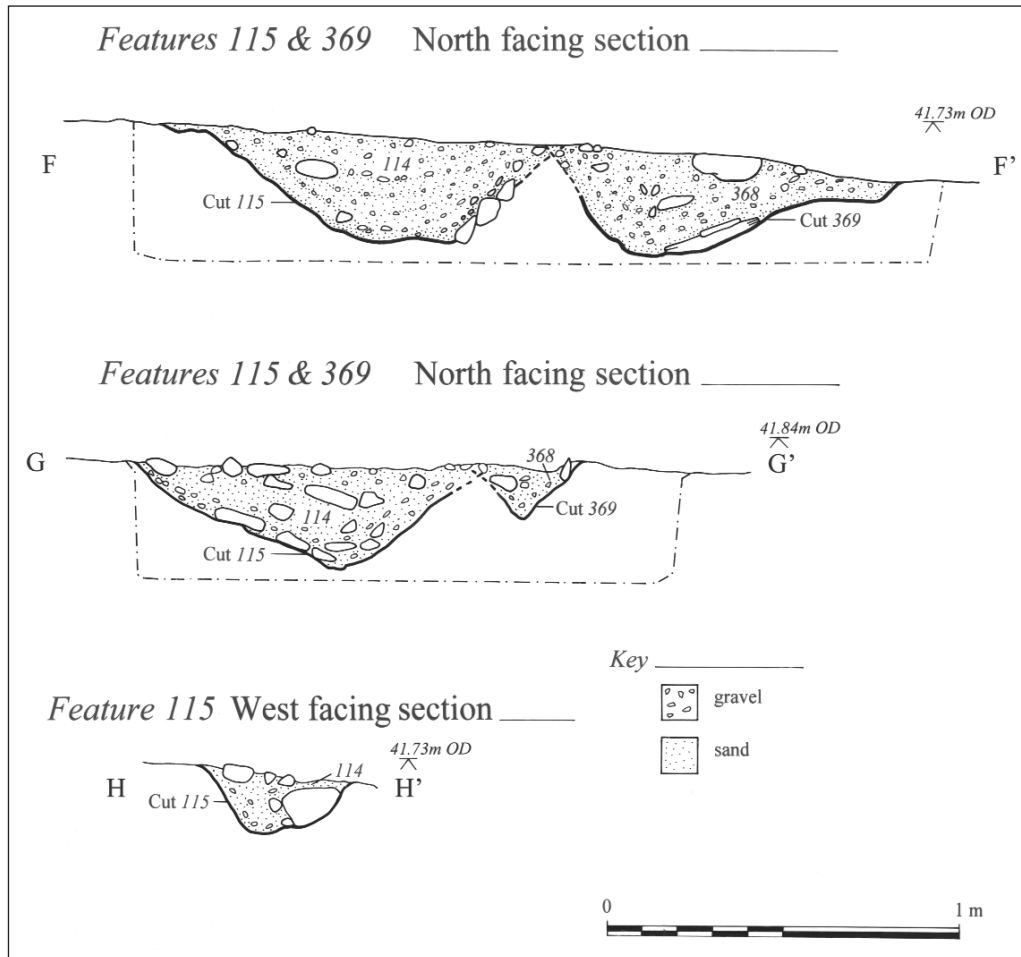 Features 115 & 369 North facing section
41.73m OD
F
F'
114
368
Cut 115
Cut 369
Features 115 & 369 North facing section
41.84m OD
G
G'
368
114
Cut 369
Cut 115
Key
gravel
sand
Feature 115 West facing section
41.73m OD
114
H
H'
Cut 115
0
1 m